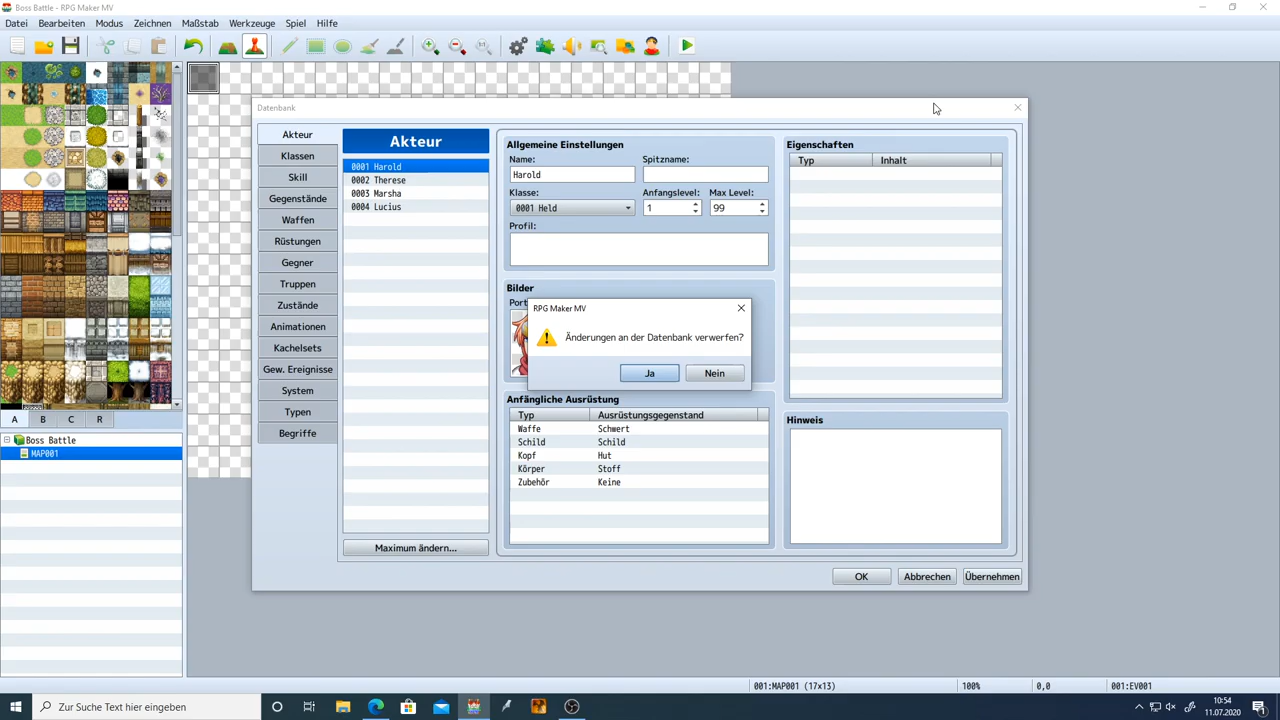 Boss Battle - RPG Maker MV
Datei Bearbeiten Modus Zeichnen Maßstab Werkzeuge Spiel Hilfe
Datenbank
Akteur
Klassen
Skill
Gegenstände
Waffen
Rüstungen
Gegner
Truppen
Zustände
Animationen
Kachelsets
Gew. Ereignisse
System
Typen
Begriffe
Akteur
0001 Harold
0002 Therese
0003 Marsha
0004 Lucius
Maximum ändern...
Allgemeine Einstellungen
Name: Spitzname:
Harold
Klasse: Anfangslevel: Max Level:
0001 Held 1 99
Profil:
Bilder
Port
RPG Maker MV
Änderungen an der Datenbank verwerfen?
Ja Nein
Anfängliche Ausrüstung
Typ Ausrüstungsgegenstand
Waffe Schwert
Schild Schild
Kopf Hut
Körper Stoff
Zubehör Keine
Eigenschaften
Typ Inhalt
Hinweis
OK Abbrechen Übernehmen
A B C R
Boss Battle
MAP001
001:MAP001 (17×13) 100% 0,0 001:EV001
Zur Suche Text hier eingeben
10:54
11.07.2020